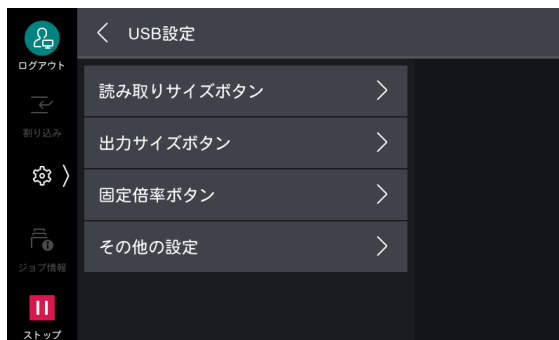 USB設定
ログアウト
読み取りサイズボタン
割り込み
出力サイズボタン
固定倍率ボタン
その他の設定
ジョブ情報
ストップ